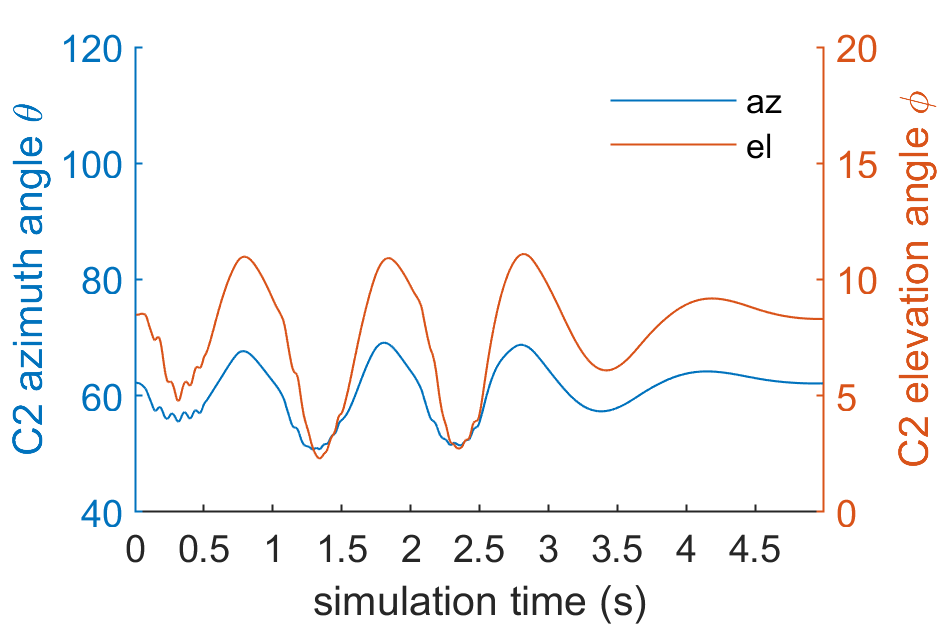 120
100
80
60
40
C2 azimuth angle θ
20
15
10
5
0
C2 elevation angle ϕ
az
el
0 0.5 1 1.5 2 2.5 3 3.5 4 4.5
simulation time (s)